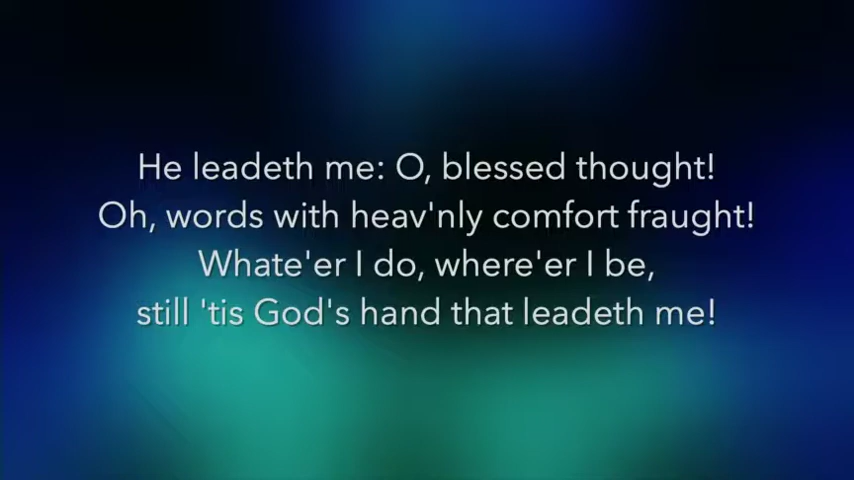 He leadeth me: O, blessed thought!
Oh, words with heav'nly comfort fraught!
Whate'er I do, where'er I be,
still 'tis God's hand that leadeth me!